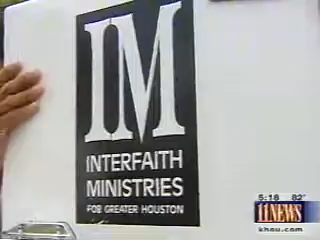 IM
INTERFAITH
MINISTRIES
FOR GREATER HOUSTON
5:18 82°
11NEWS
khou.com